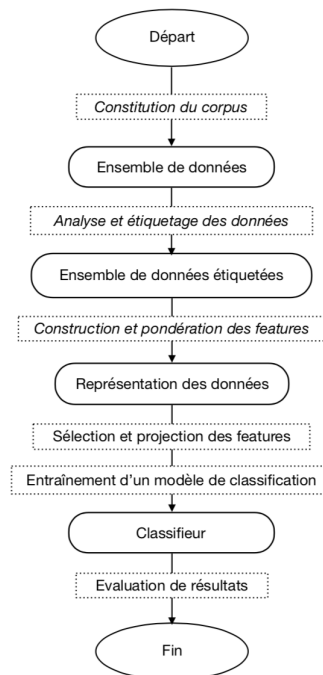 Départ
Constitution du corpus
Ensemble de données
Analyse et étiquetage des données
Ensemble de données étiquetées
Construction et pondération des features
Représentation des données
Sélection et projection des features
Entraînement d'un modèle de classification
Classifieur
Evaluation de résultats
Fin